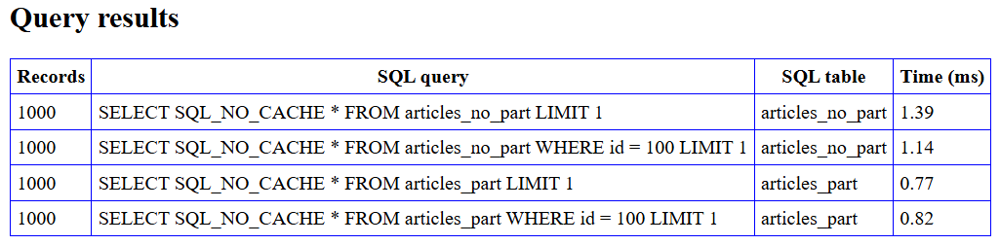 Query results
Records SQL query SQL table Time (ms)
1000 SELECT SQL_NO_CACHE * FROM articles_no_part LIMIT 1 articles_no_part 1.39
1000 SELECT SQL_NO_CACHE * FROM articles_no_part WHERE id = 100 LIMIT 1 articles_no_part 1.14
1000 SELECT SQL_NO_CACHE * FROM articles_part LIMIT 1 articles_part 0.77
1000 SELECT SQL_NO_CACHE * FROM articles_part WHERE id = 100 LIMIT 1 articles_part 0.82